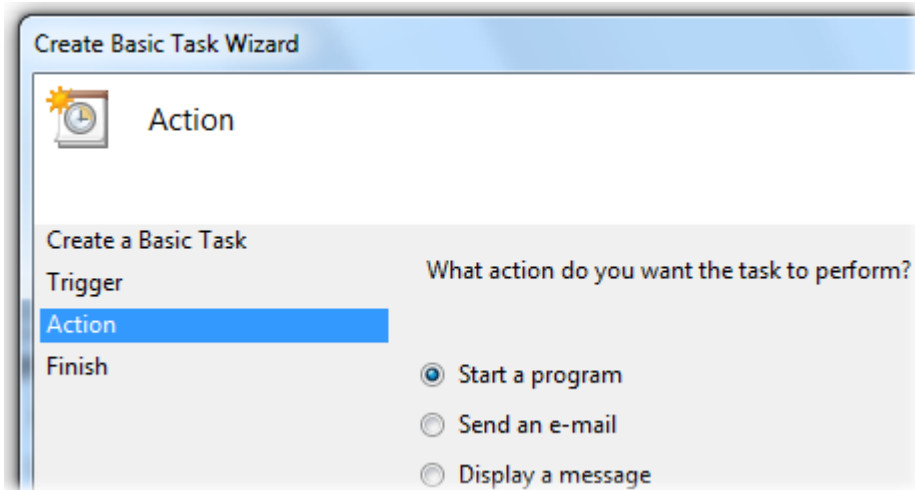 Create Basic Task Wizard
Action
Create a Basic Task
Trigger
Action
Finish
What action do you want the task to perform?
Start a program
Send an e-mail
Display a message